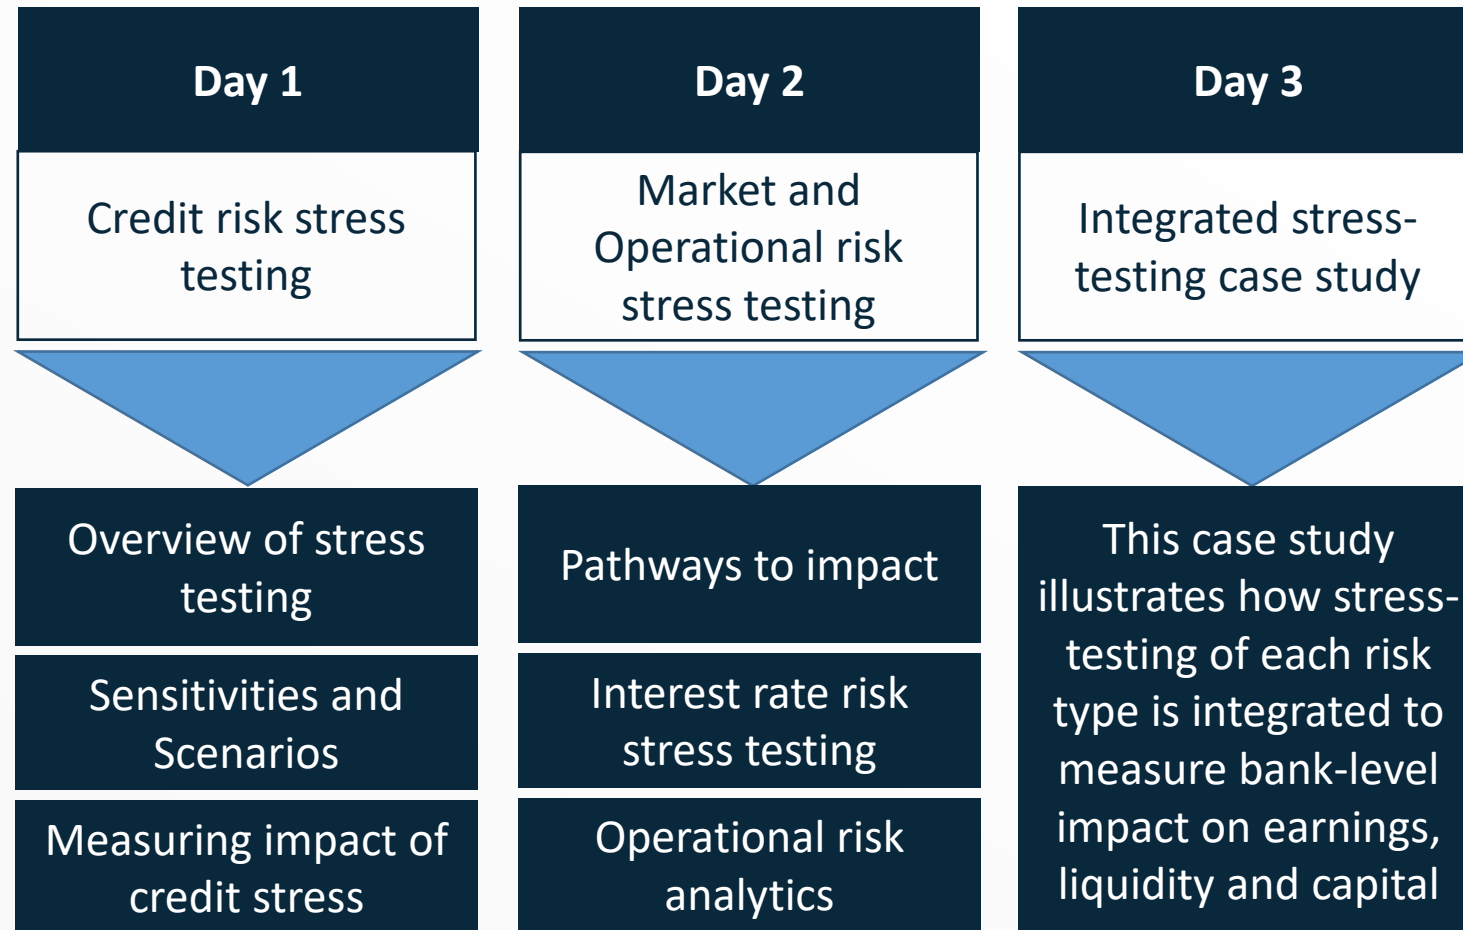 Day 1
Credit risk stress
testing
Overview of stress
testing
Sensitivities and
Scenarios
Measuring impact of
credit stress
Day 2
Market and
Operational risk
stress testing
Pathways to impact
Interest rate risk
stress testing
Operational risk
analytics
Day 3
Integrated stress-
testing case study
This case study
illustrates how stress-
testing of each risk
type is integrated to
measure bank-level
impact on earnings,
liquidity and capital